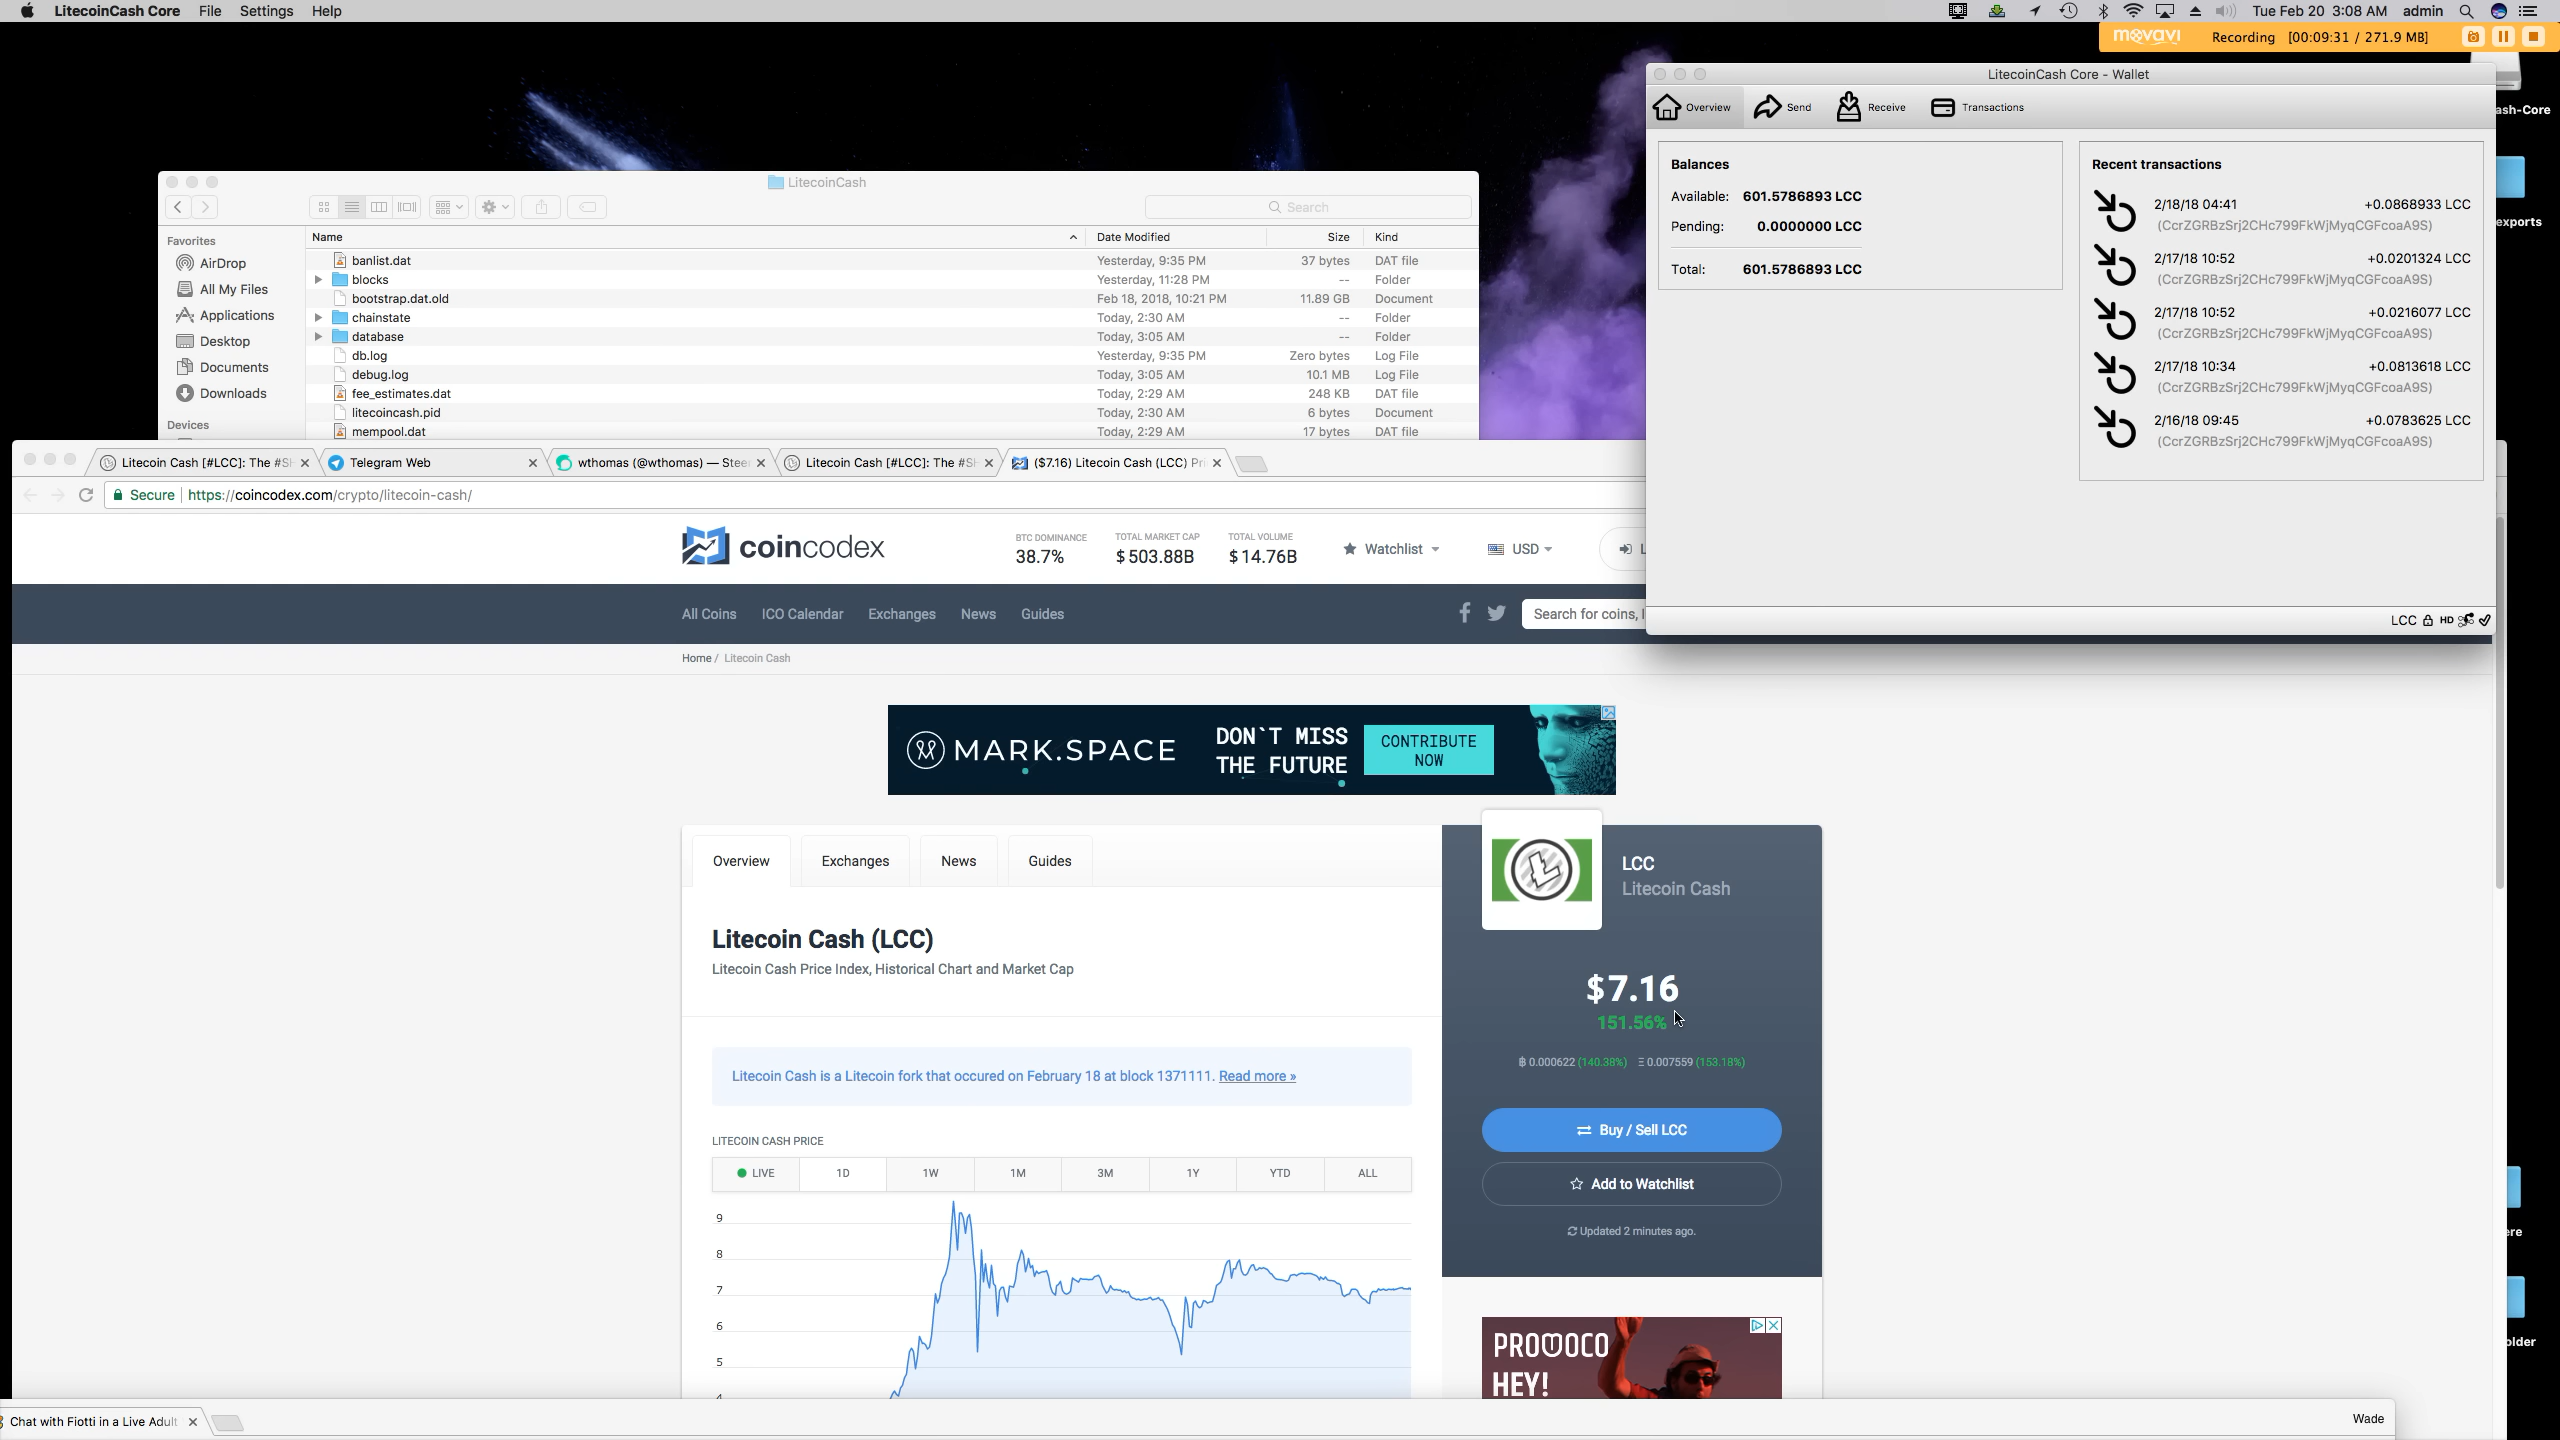 LitecoinCash Core File Settings Help
Tue Feb 20 3:08 AM admin
movavi Recording [00:09:31 / 271.9 MB]
LitecoinCash Core - Wallet
Overview Send Receive Transactions
ash-Core
exports
Balances
Available: 601.5786893 LCC
Pending: 0.0000000 LCC
Total: 601.5786893 LCC
Recent transactions
2/18/18 04:41 +0.0868933 LCC
(CcrZGRBzSrj2CHc799FkWjMyqCGFcoaA9S)
2/17/18 10:52 +0.0201324 LCC
(CcrZGRBzSrj2CHc799FkWjMyqCGFcoaA9S)
2/17/18 10:52 +0.0216077 LCC
(CcrZGRBzSrj2CHc799FkWjMyqCGFcoaA9S)
2/17/18 10:34 +0.0813618 LCC
(CcrZGRBzSrj2CHc799FkWjMyqCGFcoaA9S)
2/16/18 09:45 +0.0783625 LCC
(CcrZGRBzSrj2CHc799FkWjMyqCGFcoaA9S)
LCC HD
LitecoinCash
Search
Favorites
AirDrop
All My Files
Applications
Desktop
Documents
Downloads
Devices
Name Date Modified Size Kind
banlist.dat Yesterday, 9:35 PM 37 bytes DAT file
blocks Yesterday, 11:28 PM -- Folder
bootstrap.dat.old Feb 18, 2018, 10:21 PM 11.89 GB Document
chainstate Today, 2:30 AM -- Folder
database Today, 3:05 AM -- Folder
db.log Yesterday, 9:35 PM Zero bytes Log File
debug.log Today, 3:05 AM 10.1 MB Log File
fee_estimates.dat Today, 2:29 AM 248 KB DAT file
litecoincash.pid Today, 2:30 AM 6 bytes Document
mempool.dat Today, 2:29 AM 17 bytes DAT file
Litecoin Cash [#LCC]: The #SH Telegram Web wthomas (@wthomas) — Stee Litecoin Cash [#LCC]: The #SH ($7.16) Litecoin Cash (LCC) Pri
Secure https://coincodex.com/crypto/litecoin-cash/
coincodex
BTC DOMINANCE TOTAL MARKET CAP TOTAL VOLUME
38.7% $503.88B $14.76B
Watchlist USD L
All Coins ICO Calendar Exchanges News Guides
Search for coins, I
Home / Litecoin Cash
MARK.SPACE
DON`T MISS
THE FUTURE
CONTRIBUTE
NOW
Overview Exchanges News Guides
Litecoin Cash (LCC)
Litecoin Cash Price Index, Historical Chart and Market Cap
Litecoin Cash is a Litecoin fork that occured on February 18 at block 1371111. Read more »
LITECOIN CASH PRICE
LIVE 1D 1W 1M 3M 1Y YTD ALL
9
8
7
6
5
4
LCC
Litecoin Cash
$7.16
151.56%
฿ 0.000622 (140.38%) Ξ 0.007559 (153.18%)
Buy / Sell LCC
Add to Watchlist
Updated 2 minutes ago.
PROMOCO
HEY!
ere
older
Chat with Fiotti in a Live Adult
Wade